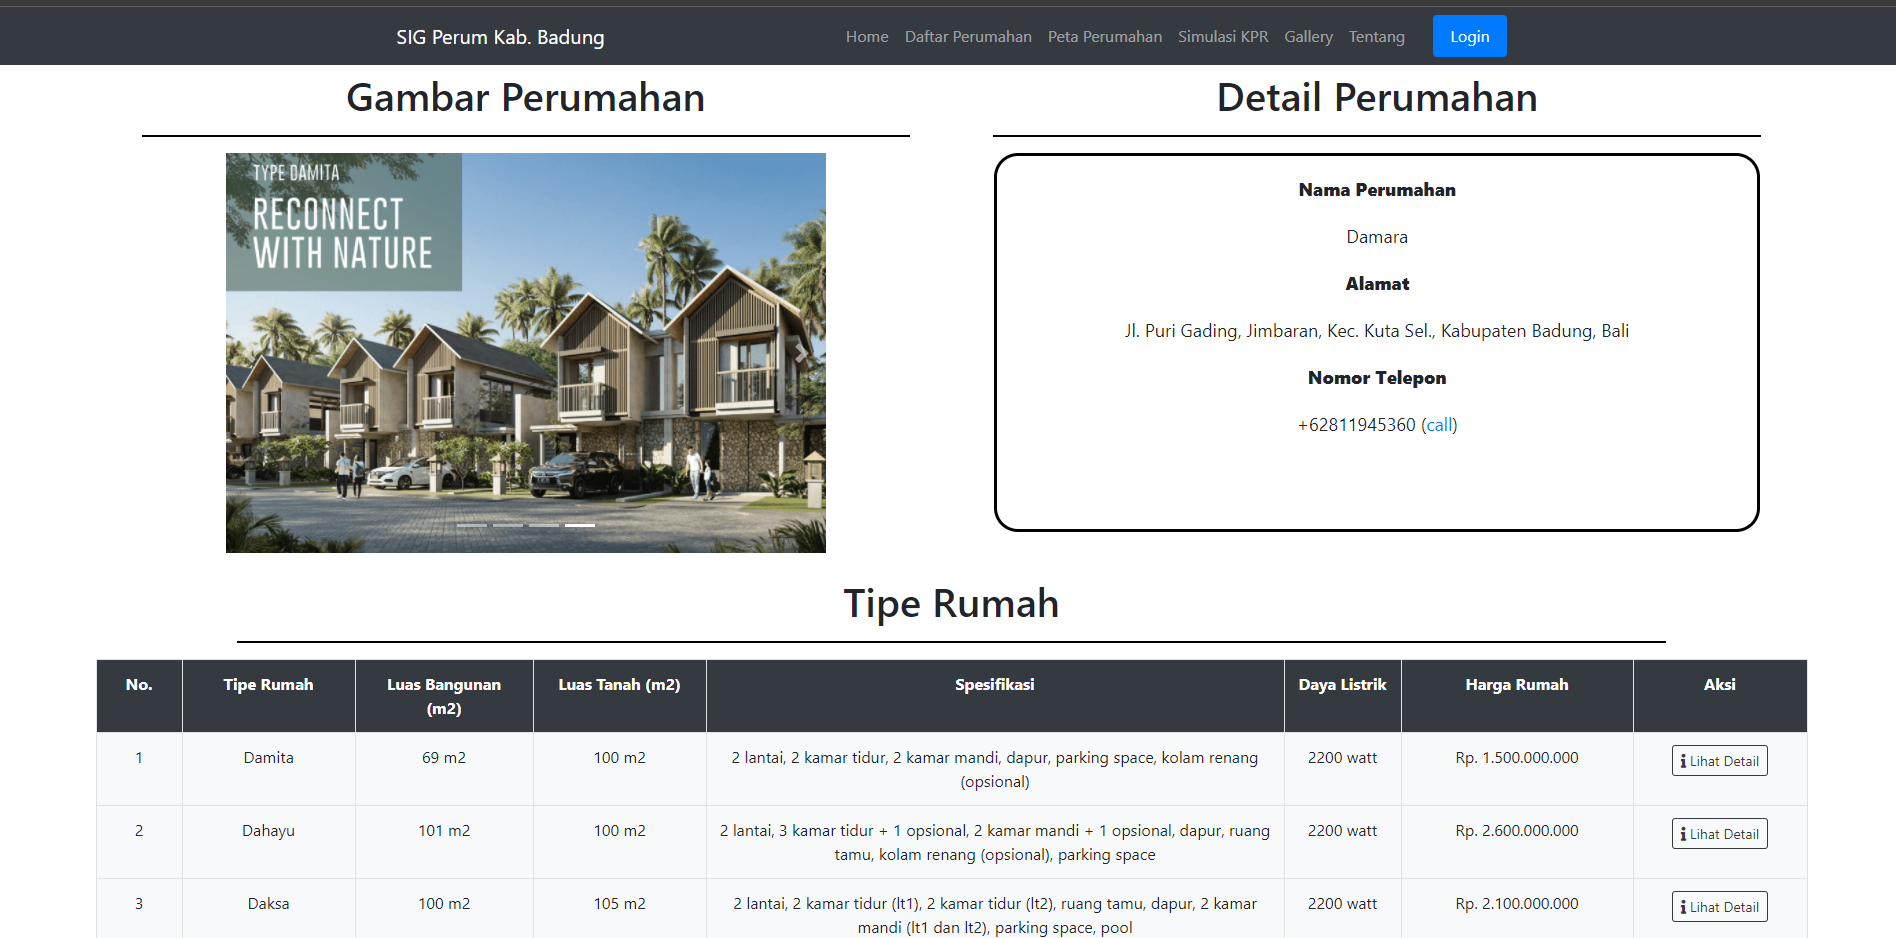 SIG Perum Kab. Badung
Home
Daftar Perumahan
Peta Perumahan
Simulasi KPR
Gallery
Tentang
Login
Gambar Perumahan
TYPE DAMITA
RECONNECT
WITH NATURE
Detail Perumahan
Nama Perumahan
Damara
Alamat
Jl. Puri Gading, Jimbaran, Kec. Kuta Sel., Kabupaten Badung, Bali
Nomor Telepon
+62811945360 (call)
Tipe Rumah
No.
Tipe Rumah
Luas Bangunan
(m2)
Luas Tanah (m2)
Spesifikasi
Daya Listrik
Harga Rumah
Aksi
1
Damita
69 m2
100 m2
2 lantai, 2 kamar tidur, 2 kamar mandi, dapur, parking space, kolam renang
(opsional)
2200 watt
Rp. 1.500.000.000
Lihat Detail
2
Dahayu
101 m2
100 m2
2 lantai, 3 kamar tidur + 1 opsional, 2 kamar mandi + 1 opsional, dapur, ruang
tamu, kolam renang (opsional), parking space
2200 watt
Rp. 2.600.000.000
Lihat Detail
3
Daksa
100 m2
105 m2
2 lantai, 2 kamar tidur (lt1), 2 kamar tidur (lt2), ruang tamu, dapur, 2 kamar
mandi (lt1 dan lt2), parking space, pool
2200 watt
Rp. 2.100.000.000
Lihat Detail